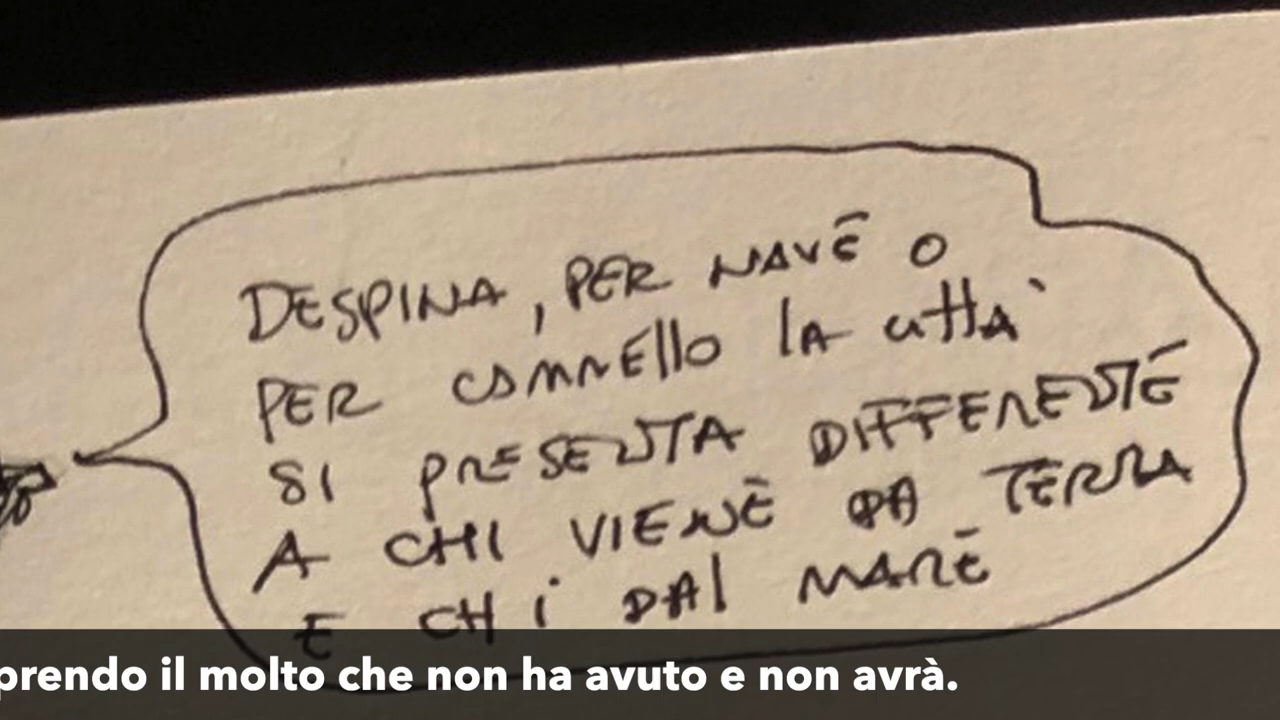 DESPINA, PER NAVE O
PER CAMMELLO LA CITTÀ
SI PRESENTA DIFFERENTE
A CHI VIENE DA TERRA
E CHI DAL MARE
prendo il molto che non ha avuto e non avrà.